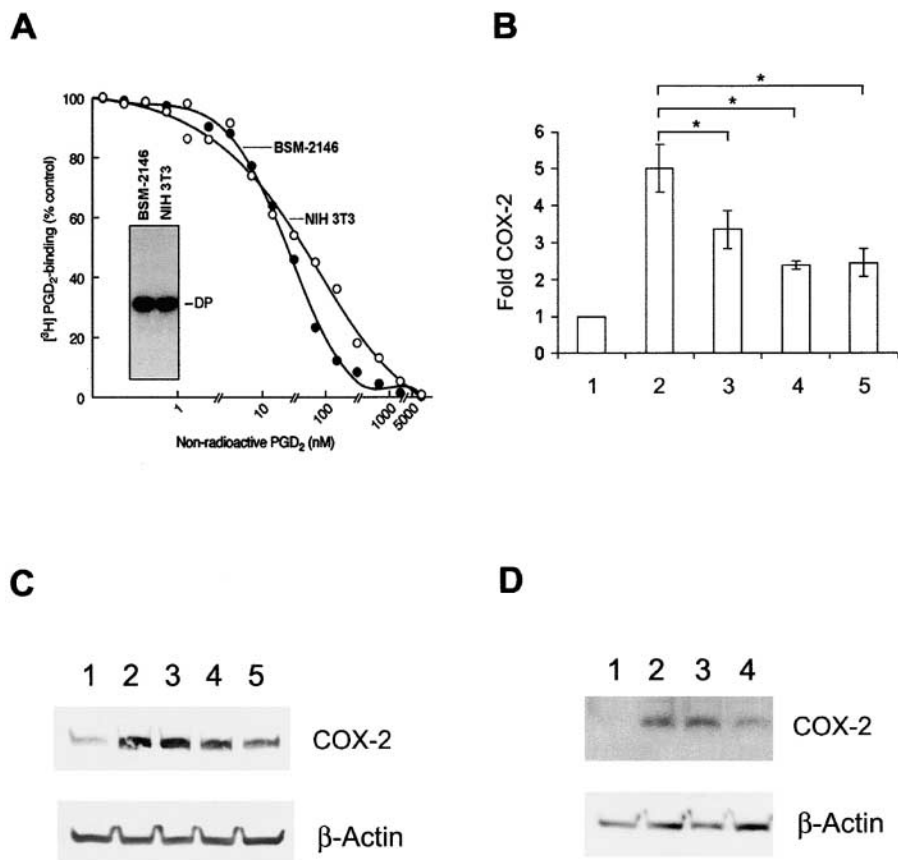 A
100
80
60
40
20
0
[³H] PGD₂-binding (% control)
BSM-2146
NIH 3T3
DP
BSM-2146
NIH 3T3
1
10
100
1000
5000
Non-radioactive PGD₂ (nM)
B
*
*
*
6
5
4
3
2
1
0
Fold COX-2
1 2 3 4 5
C
1 2 3 4 5
COX-2
β-Actin
D
1 2 3 4
COX-2
β-Actin